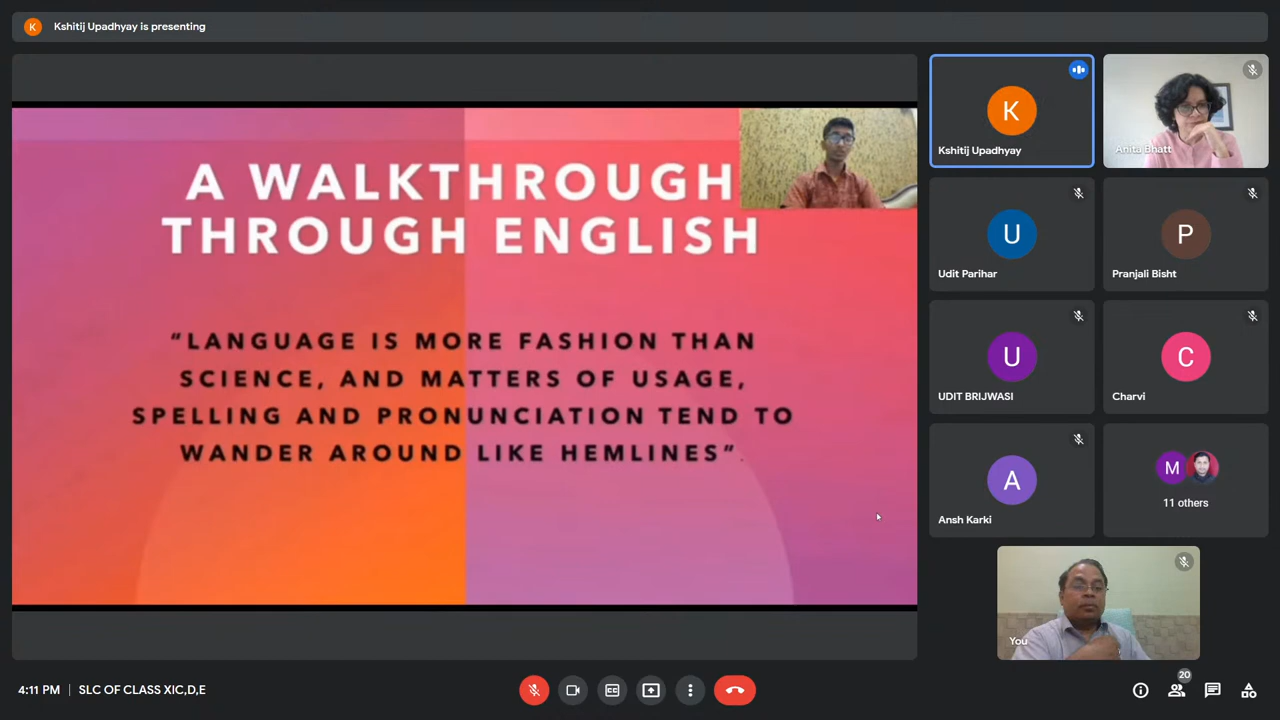 K
Kshitij Upadhyay is presenting
A WALKTHROUGH
THROUGH ENGLISH
“LANGUAGE IS MORE FASHION THAN
SCIENCE, AND MATTERS OF USAGE,
SPELLING AND PRONUNCIATION TEND TO
WANDER AROUND LIKE HEMLINES”.
K
Kshitij Upadhyay
Anita Bhatt
U
Udit Parihar
P
Pranjali Bisht
U
UDIT BRIJWASI
C
Charvi
A
Ansh Karki
M
11 others
You
4:11 PM | SLC OF CLASS XIC,D,E
CC
20